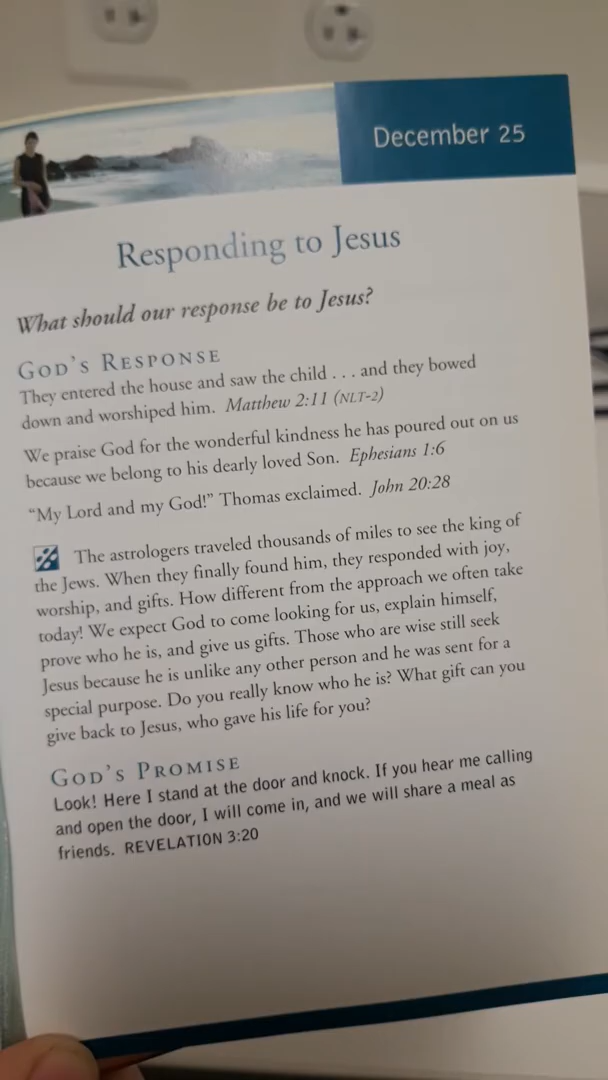 December 25
Responding to Jesus
What should our response be to Jesus?
GOD'S RESPONSE
They entered the house and saw the child . . . and they bowed
down and worshiped him. Matthew 2:11 (NLT-2)
We praise God for the wonderful kindness he has poured out on us
because we belong to his dearly loved Son. Ephesians 1:6
“My Lord and my God!” Thomas exclaimed. John 20:28
The astrologers traveled thousands of miles to see the king of
the Jews. When they finally found him, they responded with joy,
worship, and gifts. How different from the approach we often take
today! We expect God to come looking for us, explain himself,
prove who he is, and give us gifts. Those who are wise still seek
Jesus because he is unlike any other person and he was sent for a
special purpose. Do you really know who he is? What gift can you
give back to Jesus, who gave his life for you?
GOD'S PROMISE
Look! Here I stand at the door and knock. If you hear me calling
and open the door, I will come in, and we will share a meal as
friends. REVELATION 3:20